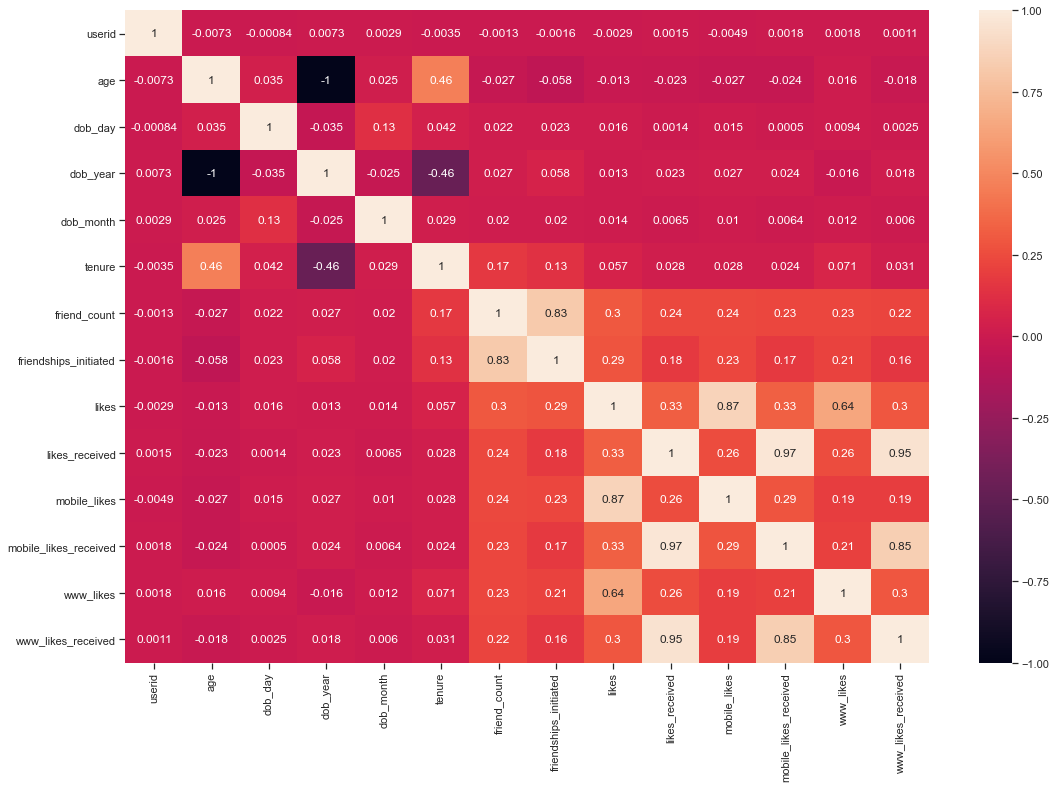 userid 1 -0.0073 -0.00084 0.0073 0.0029 -0.0035 -0.0013 -0.0016 -0.0029 0.0015 -0.0049 0.0018 0.0018 0.0011
age -0.0073 1 0.035 -1 0.025 0.46 -0.027 -0.058 -0.013 -0.023 -0.027 -0.024 0.016 -0.018
dob_day -0.00084 0.035 1 -0.035 0.13 0.042 0.022 0.023 0.016 0.0014 0.015 0.0005 0.0094 0.0025
dob_year 0.0073 -1 -0.035 1 -0.025 -0.46 0.027 0.058 0.013 0.023 0.027 0.024 -0.016 0.018
dob_month 0.0029 0.025 0.13 -0.025 1 0.029 0.02 0.02 0.014 0.0065 0.01 0.0064 0.012 0.006
tenure -0.0035 0.46 0.042 -0.46 0.029 1 0.17 0.13 0.057 0.028 0.028 0.024 0.071 0.031
friend_count -0.0013 -0.027 0.022 0.027 0.02 0.17 1 0.83 0.3 0.24 0.24 0.23 0.23 0.22
friendships_initiated -0.0016 -0.058 0.023 0.058 0.02 0.13 0.83 1 0.29 0.18 0.23 0.17 0.21 0.16
likes -0.0029 -0.013 0.016 0.013 0.014 0.057 0.3 0.29 1 0.33 0.87 0.33 0.64 0.3
likes_received 0.0015 -0.023 0.0014 0.023 0.0065 0.028 0.24 0.18 0.33 1 0.26 0.97 0.26 0.95
mobile_likes -0.0049 -0.027 0.015 0.027 0.01 0.028 0.24 0.23 0.87 0.26 1 0.29 0.19 0.19
mobile_likes_received 0.0018 -0.024 0.0005 0.024 0.0064 0.024 0.23 0.17 0.33 0.97 0.29 1 0.21 0.85
www_likes 0.0018 0.016 0.0094 -0.016 0.012 0.071 0.23 0.21 0.64 0.26 0.19 0.21 1 0.3
www_likes_received 0.0011 -0.018 0.0025 0.018 0.006 0.031 0.22 0.16 0.3 0.95 0.19 0.85 0.3 1
userid
age
dob_day
dob_year
dob_month
tenure
friend_count
friendships_initiated
likes
likes_received
mobile_likes
mobile_likes_received
www_likes
www_likes_received
1.00
0.75
0.50
0.25
0.00
-0.25
-0.50
-0.75
-1.00